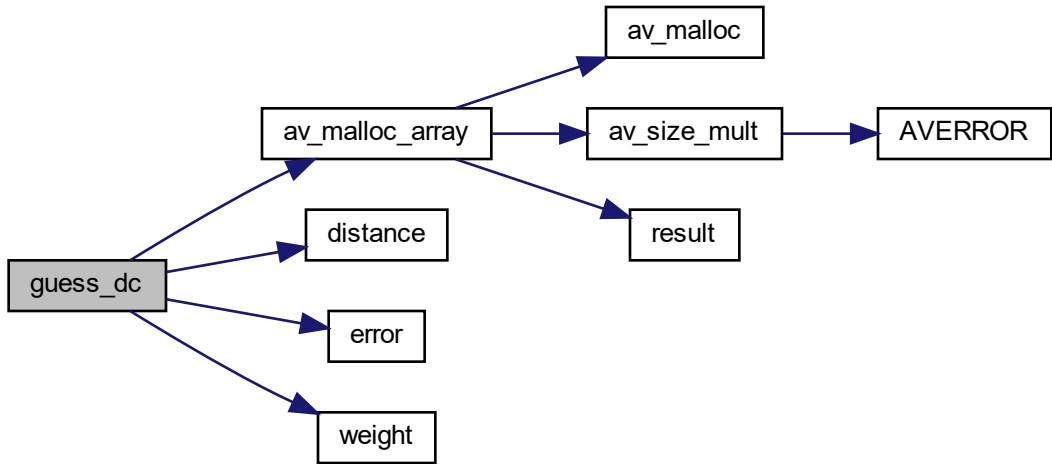 av_malloc
av_malloc_array
av_size_mult
AVERROR
distance
result
guess_dc
error
weight